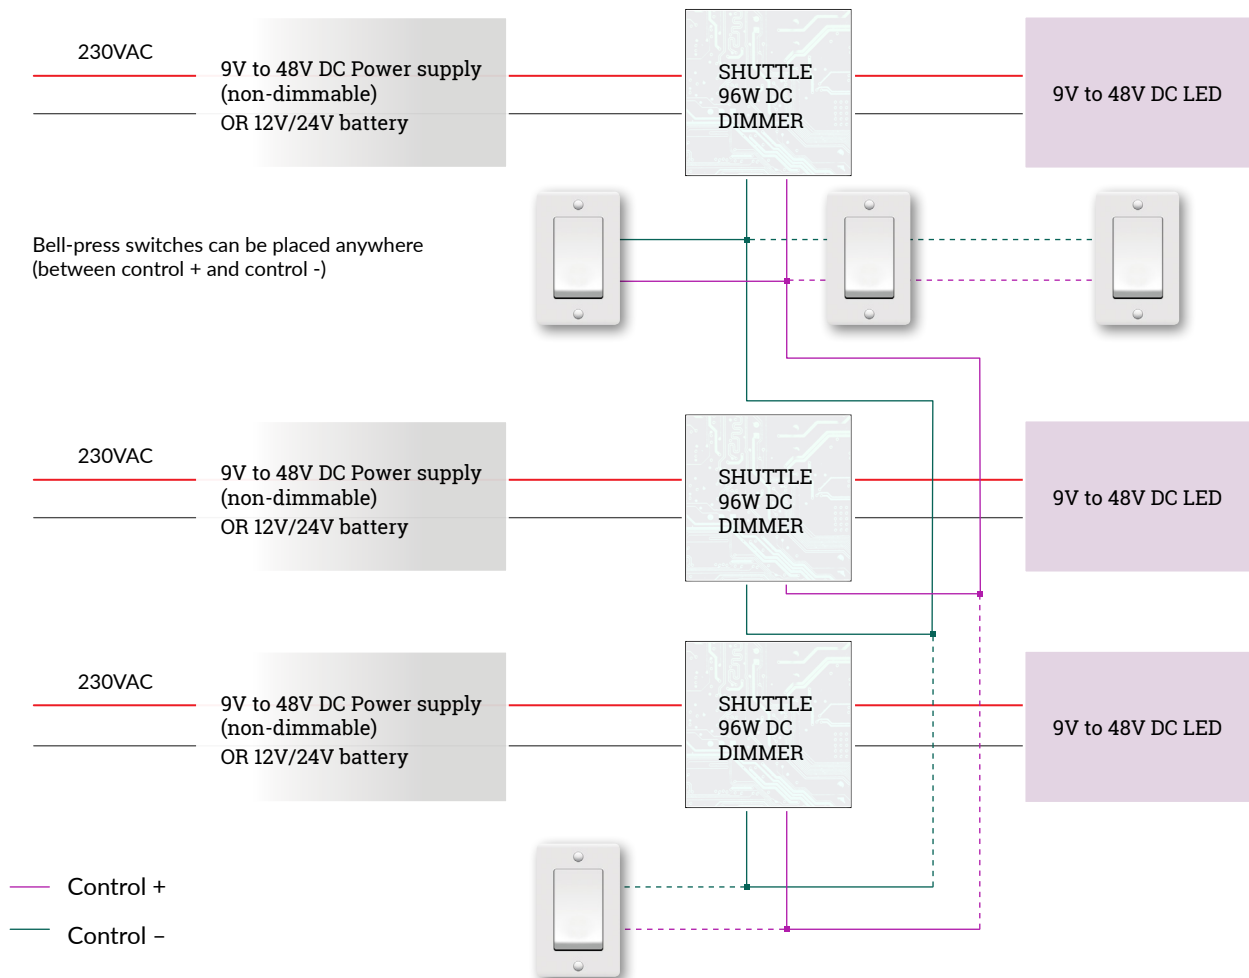 230VAC
9V to 48V DC Power supply
(non-dimmable)
OR 12V/24V battery
SHUTTLE
96W DC
DIMMER
9V to 48V DC LED
Bell-press switches can be placed anywhere
(between control + and control -)
230VAC
9V to 48V DC Power supply
(non-dimmable)
OR 12V/24V battery
SHUTTLE
96W DC
DIMMER
9V to 48V DC LED
230VAC
9V to 48V DC Power supply
(non-dimmable)
OR 12V/24V battery
SHUTTLE
96W DC
DIMMER
9V to 48V DC LED
Control +
Control –